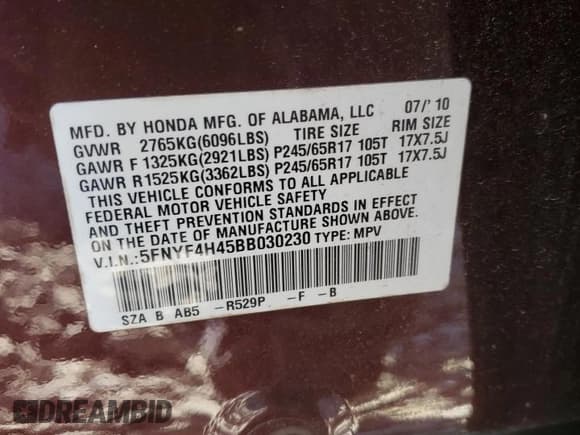 MFD. BY HONDA MFG. OF ALABAMA, LLC 07/' 10
GVWR 2765KG(6096LBS) TIRE SIZE RIM SIZE
GAWR F 1325KG(2921LBS) P245/65R17 105T 17X7.5J
GAWR R1525KG(3362LBS) P245/65R17 105T 17X7.5J
THIS VEHICLE CONFORMS TO ALL APPLICABLE
FEDERAL MOTOR VEHICLE SAFETY
AND THEFT PREVENTION STANDARDS IN EFFECT
ON THE DATE OF MANUFACTURE SHOWN ABOVE.
V.I.N.:5FNYF4H45BB030230 TYPE: MPV
SZA B AB5 -R529P -F -B
DREAMBID